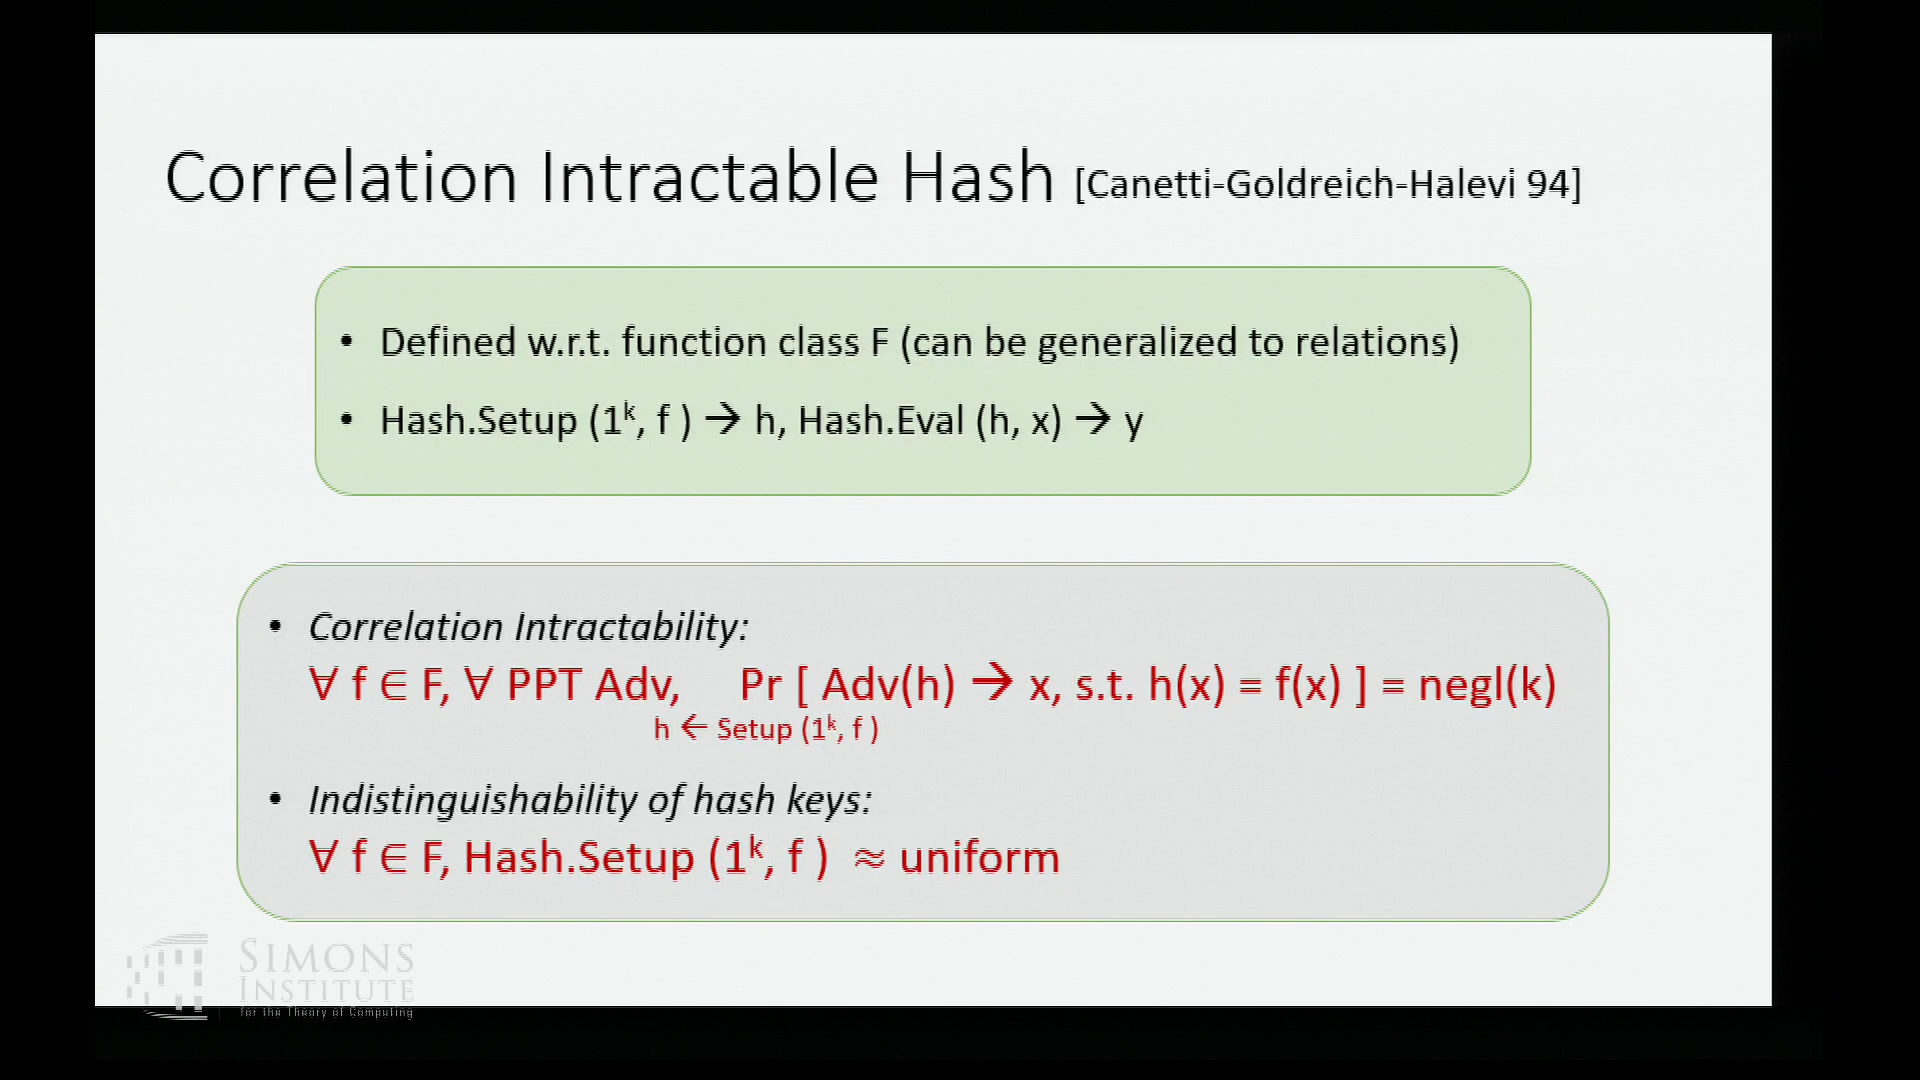 Correlation Intractable Hash [Canetti-Goldreich-Halevi 94]
• Defined w.r.t. function class F (can be generalized to relations)
• Hash.Setup (1ᵏ, f ) → h, Hash.Eval (h, x) → y
• Correlation Intractability:
∀ f ∈ F, ∀ PPT Adv, Pr [ Adv(h) → x, s.t. h(x) = f(x) ] = negl(k)
h ← Setup (1ᵏ, f )
• Indistinguishability of hash keys:
∀ f ∈ F, Hash.Setup (1ᵏ, f ) ≈ uniform
SIMONS
INSTITUTE
for the Theory of Computing